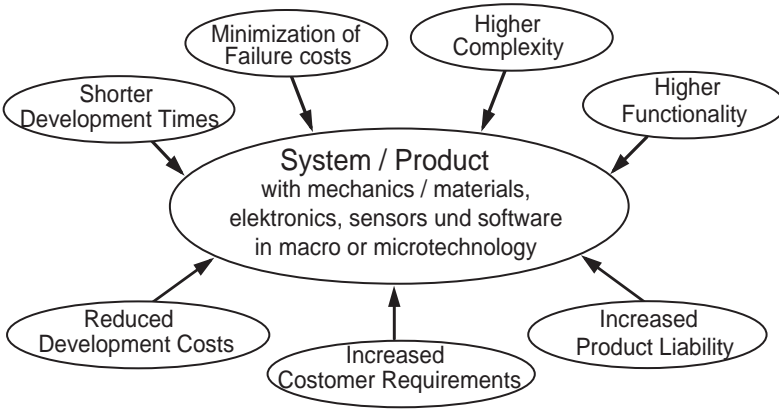 Minimization of
Failure costs
Higher
Complexity
Shorter
Development Times
Higher
Functionality
System / Product
with mechanics / materials,
elektronics, sensors und software
in macro or microtechnology
Reduced
Development Costs
Increased
Costomer Requirements
Increased
Product Liability